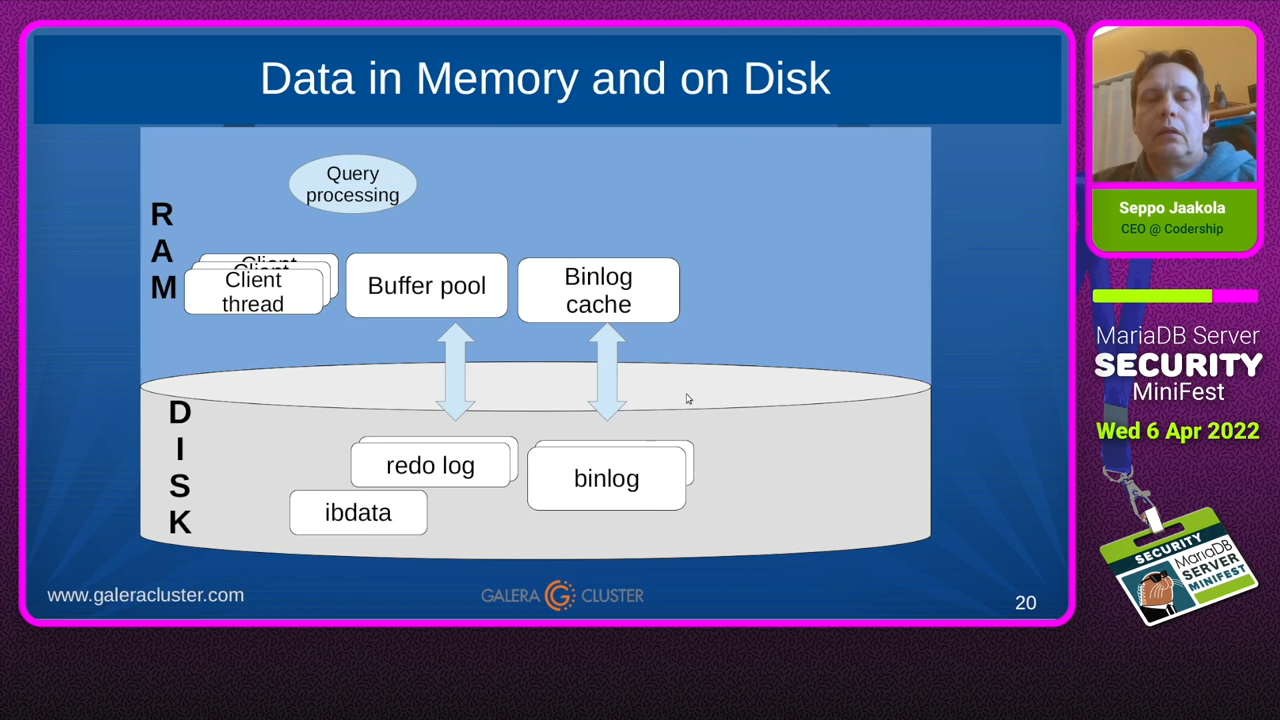 Data in Memory and on Disk
Query
processing
R
A
M
Client
Client
Client
thread
Buffer pool
Binlog
cache
D
I
S
K
redo log
binlog
ibdata
www.galeracluster.com
GALERA CLUSTER
20
Seppo Jaakola
CEO @ Codership
MariaDB Server
SECURITY
MiniFest
Wed 6 Apr 2022
SECURITY
MariaDB
SERVER
MINIFEST